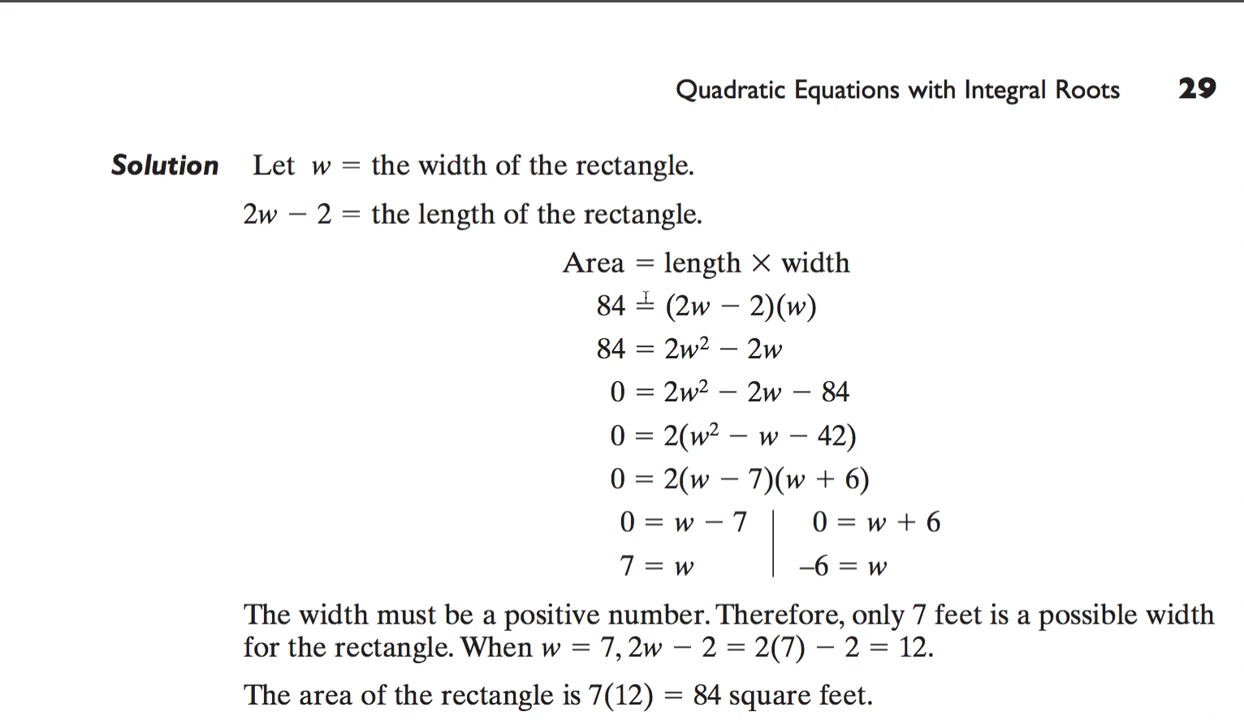 Quadratic Equations with Integral Roots 29
Solution Let w = the width of the rectangle.
2w − 2 = the length of the rectangle.
Area = length × width
84 = (2w − 2)(w)
84 = 2w² − 2w
0 = 2w² − 2w − 84
0 = 2(w² − w − 42)
0 = 2(w − 7)(w + 6)
0 = w − 7 | 0 = w + 6
7 = w | –6 = w
The width must be a positive number. Therefore, only 7 feet is a possible width
for the rectangle. When w = 7, 2w − 2 = 2(7) − 2 = 12.
The area of the rectangle is 7(12) = 84 square feet.